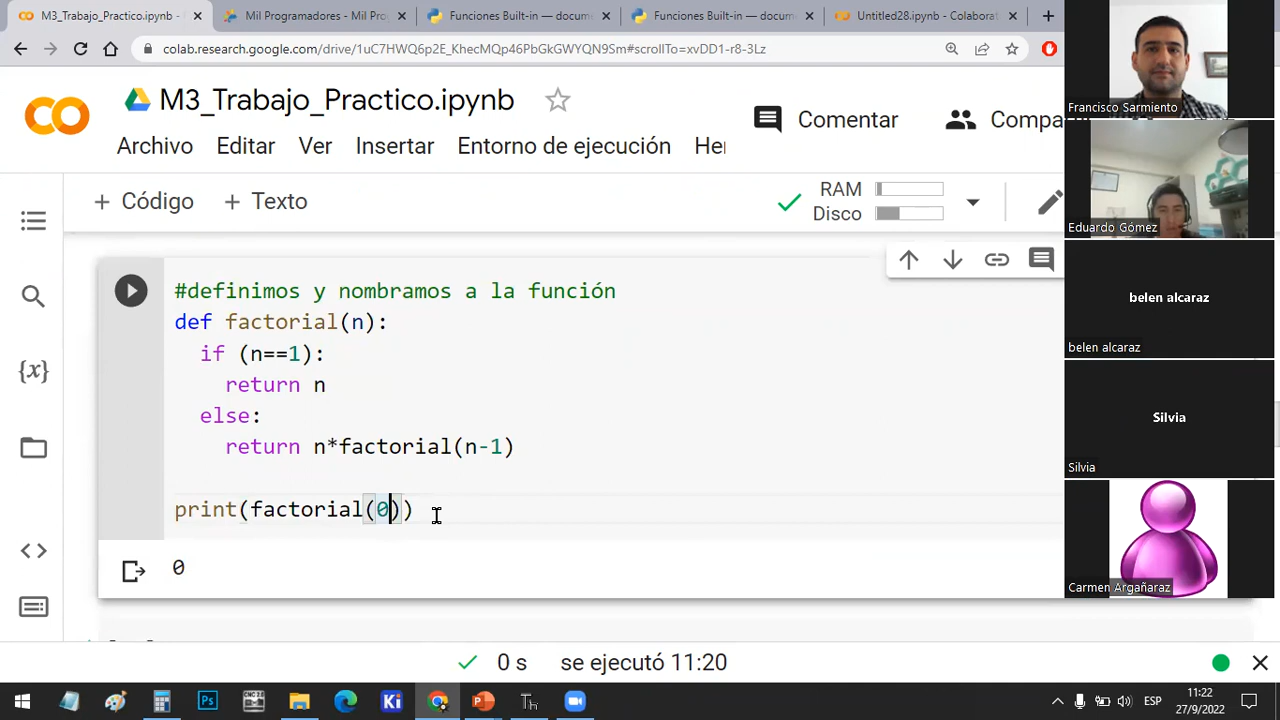 M3_Trabajo_Practico.ipynb -
Mil Programadores - Mil Pro
Funciones Built-in — docum
Funciones Built-in — docum
Untitled28.ipynb - Colaborat
colab.research.google.com/drive/1uC7HWQ6p2E_KhecMQp46PbGkGWYQN9Sm#scrollTo=xvDD1-r8-3Lz
M3_Trabajo_Practico.ipynb
Comentar
Compa
Archivo Editar Ver Insertar Entorno de ejecución Her
+ Código + Texto
RAM
Disco
#definimos y nombramos a la función
def factorial(n):
if (n==1):
return n
else:
return n*factorial(n-1)
print(factorial(0))
0
0 s se ejecutó 11:20
Francisco Sarmiento
Eduardo Gómez
belen alcaraz
belen alcaraz
Silvia
Silvia
Carmen Argañaraz
{x}
Ps
Ki
ESP
11:22
27/9/2022